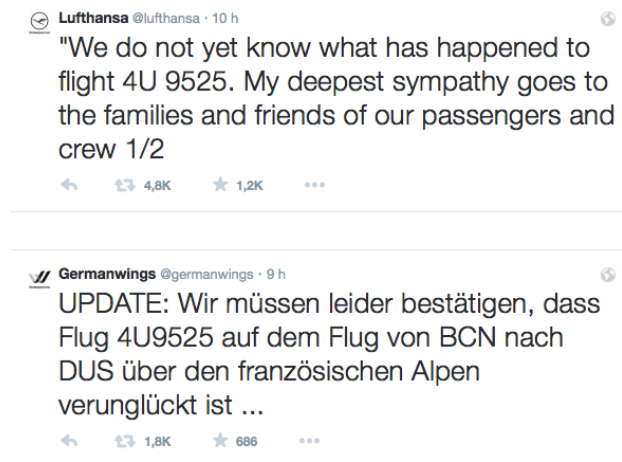 Lufthansa @lufthansa · 10 h
"We do not yet know what has happened to
flight 4U 9525. My deepest sympathy goes to
the families and friends of our passengers and
crew 1/2
4,8K 1,2K
Germanwings @germanwings · 9 h
UPDATE: Wir müssen leider bestätigen, dass
Flug 4U9525 auf dem Flug von BCN nach
DUS über den französischen Alpen
verunglückt ist ...
1,8K 686